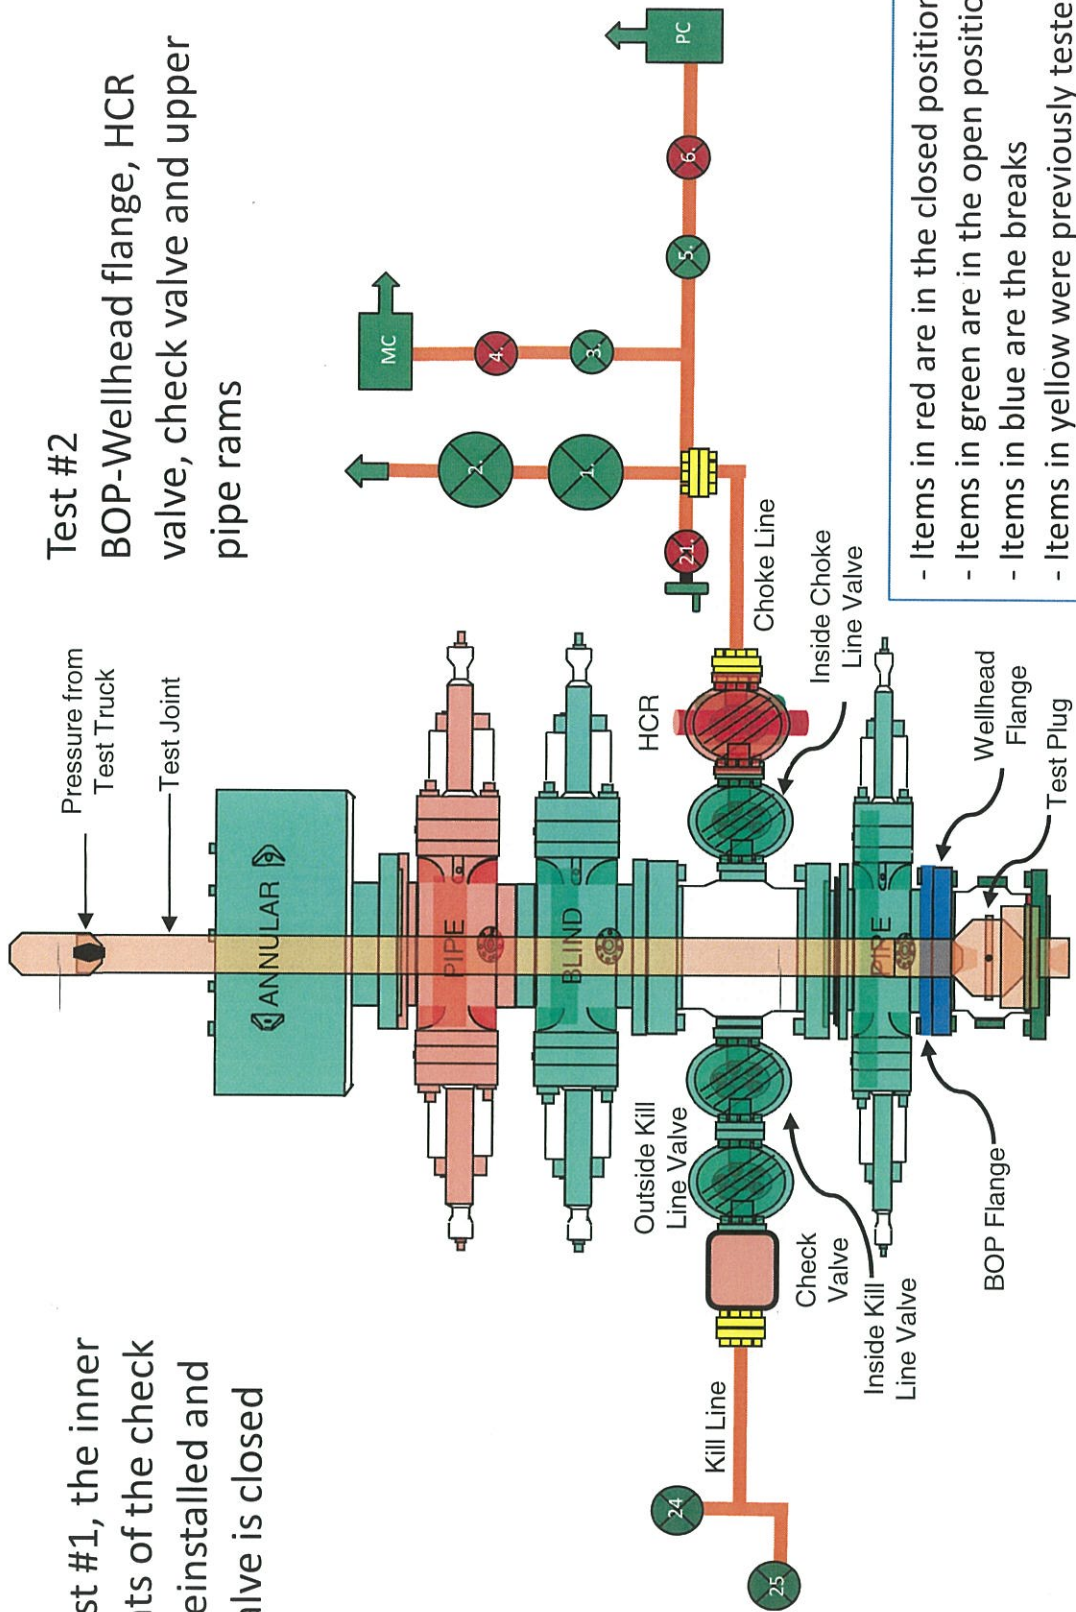 Test #2
BOP-Wellhead flange, HCR
valve, check valve and upper
pipe rams
st #1, the inner
nts of the check
einstalled and
alve is closed
Pressure from
Test Truck
Test Joint
ANNULAR
PIPE
BLIND
PIPE
HCR
Choke Line
Inside Choke
Line Valve
Wellhead
Flange
Test Plug
Outside Kill
Line Valve
Check
Valve
Inside Kill
Line Valve
BOP Flange
Kill Line
24
25
21.
1.
2.
3.
4.
MC
5.
6.
PC
- Items in red are in the closed position
- Items in green are in the open positio
- Items in blue are the breaks
- Items in yellow were previously teste